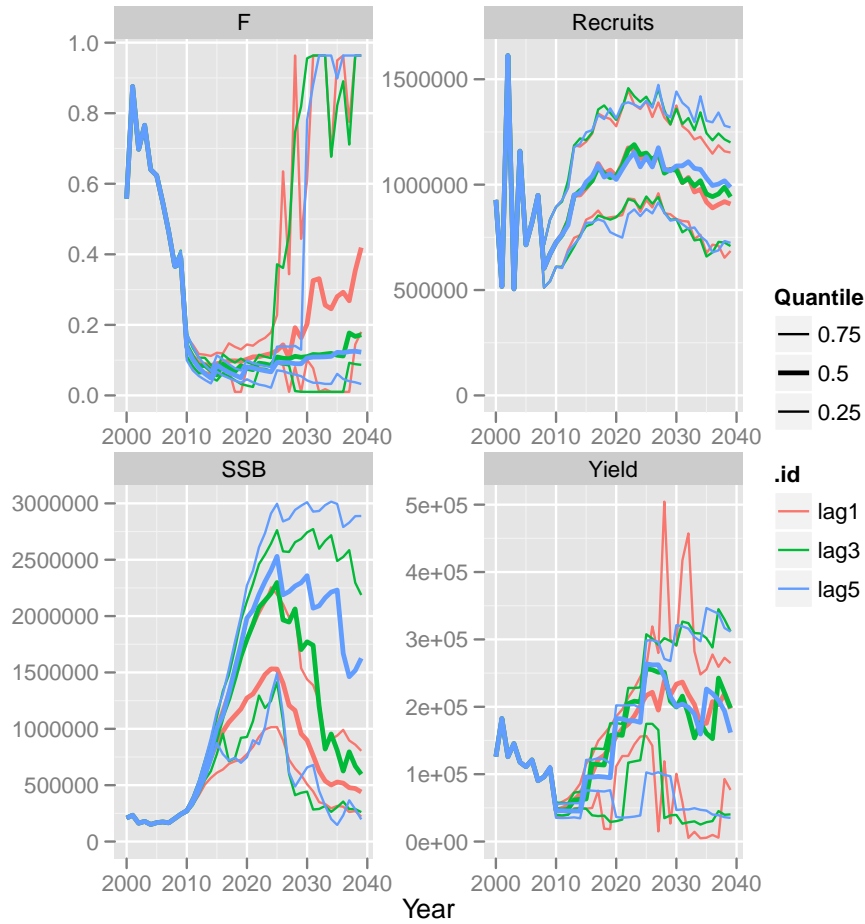 F
Recruits
1.0
0.8
0.6
0.4
0.2
0.0
1500000
1000000
500000
0
2000 2010 2020 2030 2040
2000 2010 2020 2030 2040
SSB
Yield
3000000
2500000
2000000
1500000
1000000
500000
0
5e+05
4e+05
3e+05
2e+05
1e+05
0e+00
2000 2010 2020 2030 2040
2000 2010 2020 2030 2040
Year
Quantile
0.75
0.5
0.25
.id
lag1
lag3
lag5